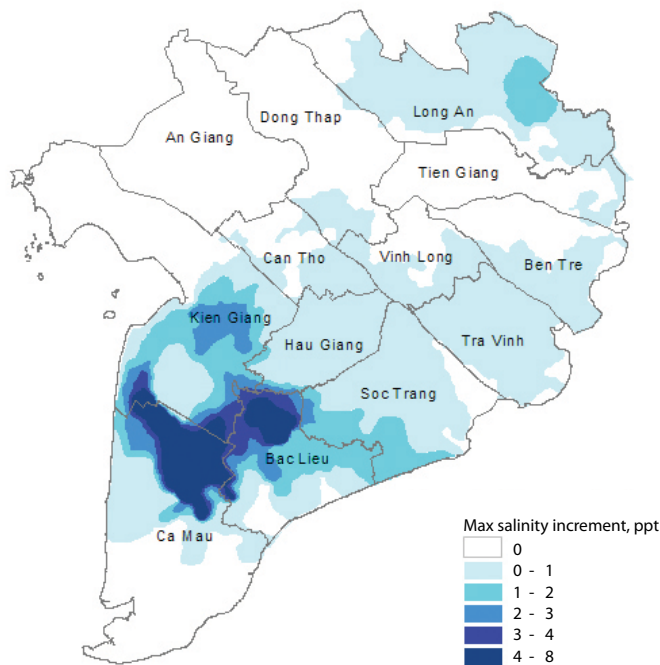 Long An
Dong Thap
An Giang
Tien Giang
Can Tho
Vinh Long
Ben Tre
Kien Giang
Hau Giang
Tra Vinh
Soc Trang
Bac Lieu
Ca Mau
Max salinity increment, ppt
0
0 - 1
1 - 2
2 - 3
3 - 4
4 - 8